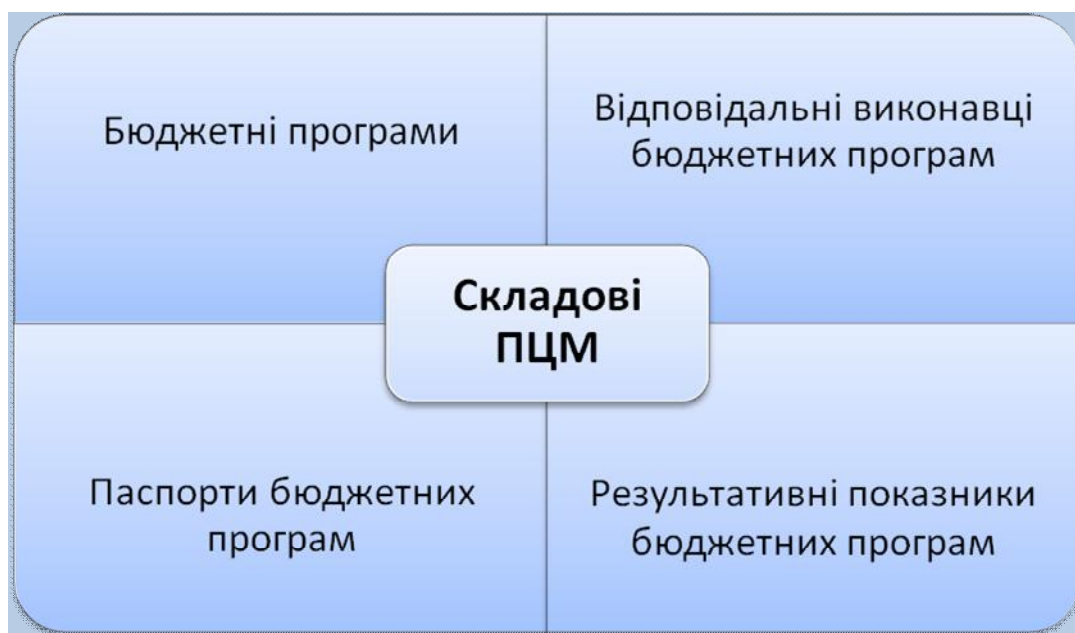 Бюджетні програми
Відповідальні виконавці
бюджетних програм
Складові
ПЦМ
Паспорти бюджетних
програм
Результативні показники
бюджетних програм